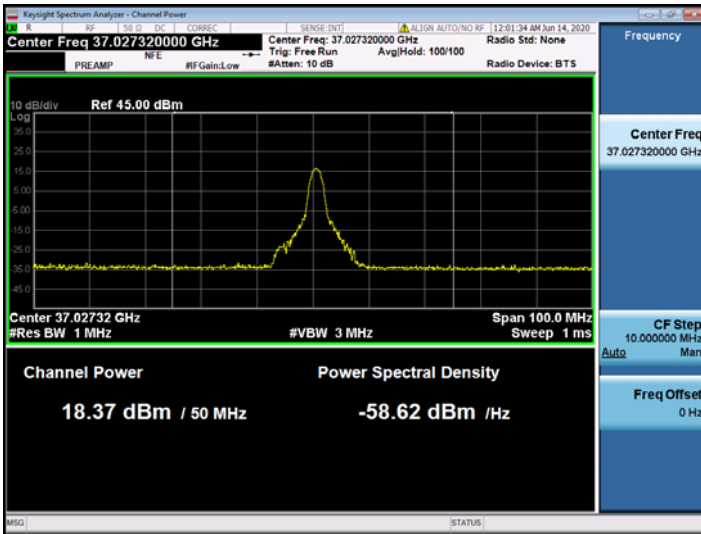 Keysight Spectrum Analyzer - Channel Power
R RF 50 Ω DC CORREC SENSE:INT ALIGN AUTO/NO RF 12:01:34 AM Jun 14, 2020
Center Freq 37.027320000 GHz Center Freq: 37.027320000 GHz Radio Std: None
NFE Trig: Free Run Avg|Hold: 100/100
PREAMP #IFGain:Low #Atten: 10 dB Radio Device: BTS
10 dB/div Ref 45.00 dBm
Log
35.0
25.0
15.0
5.00
-5.00
-15.0
-25.0
-35.0
-45.0
Center 37.02732 GHz Span 100.0 MHz
#Res BW 1 MHz #VBW 3 MHz Sweep 1 ms
Channel Power Power Spectral Density
18.37 dBm / 50 MHz -58.62 dBm /Hz
MSG STATUS
Frequency
Center Freq
37.027320000 GHz
CF Step
10.000000 MHz
Auto Man
Freq Offset
0 Hz